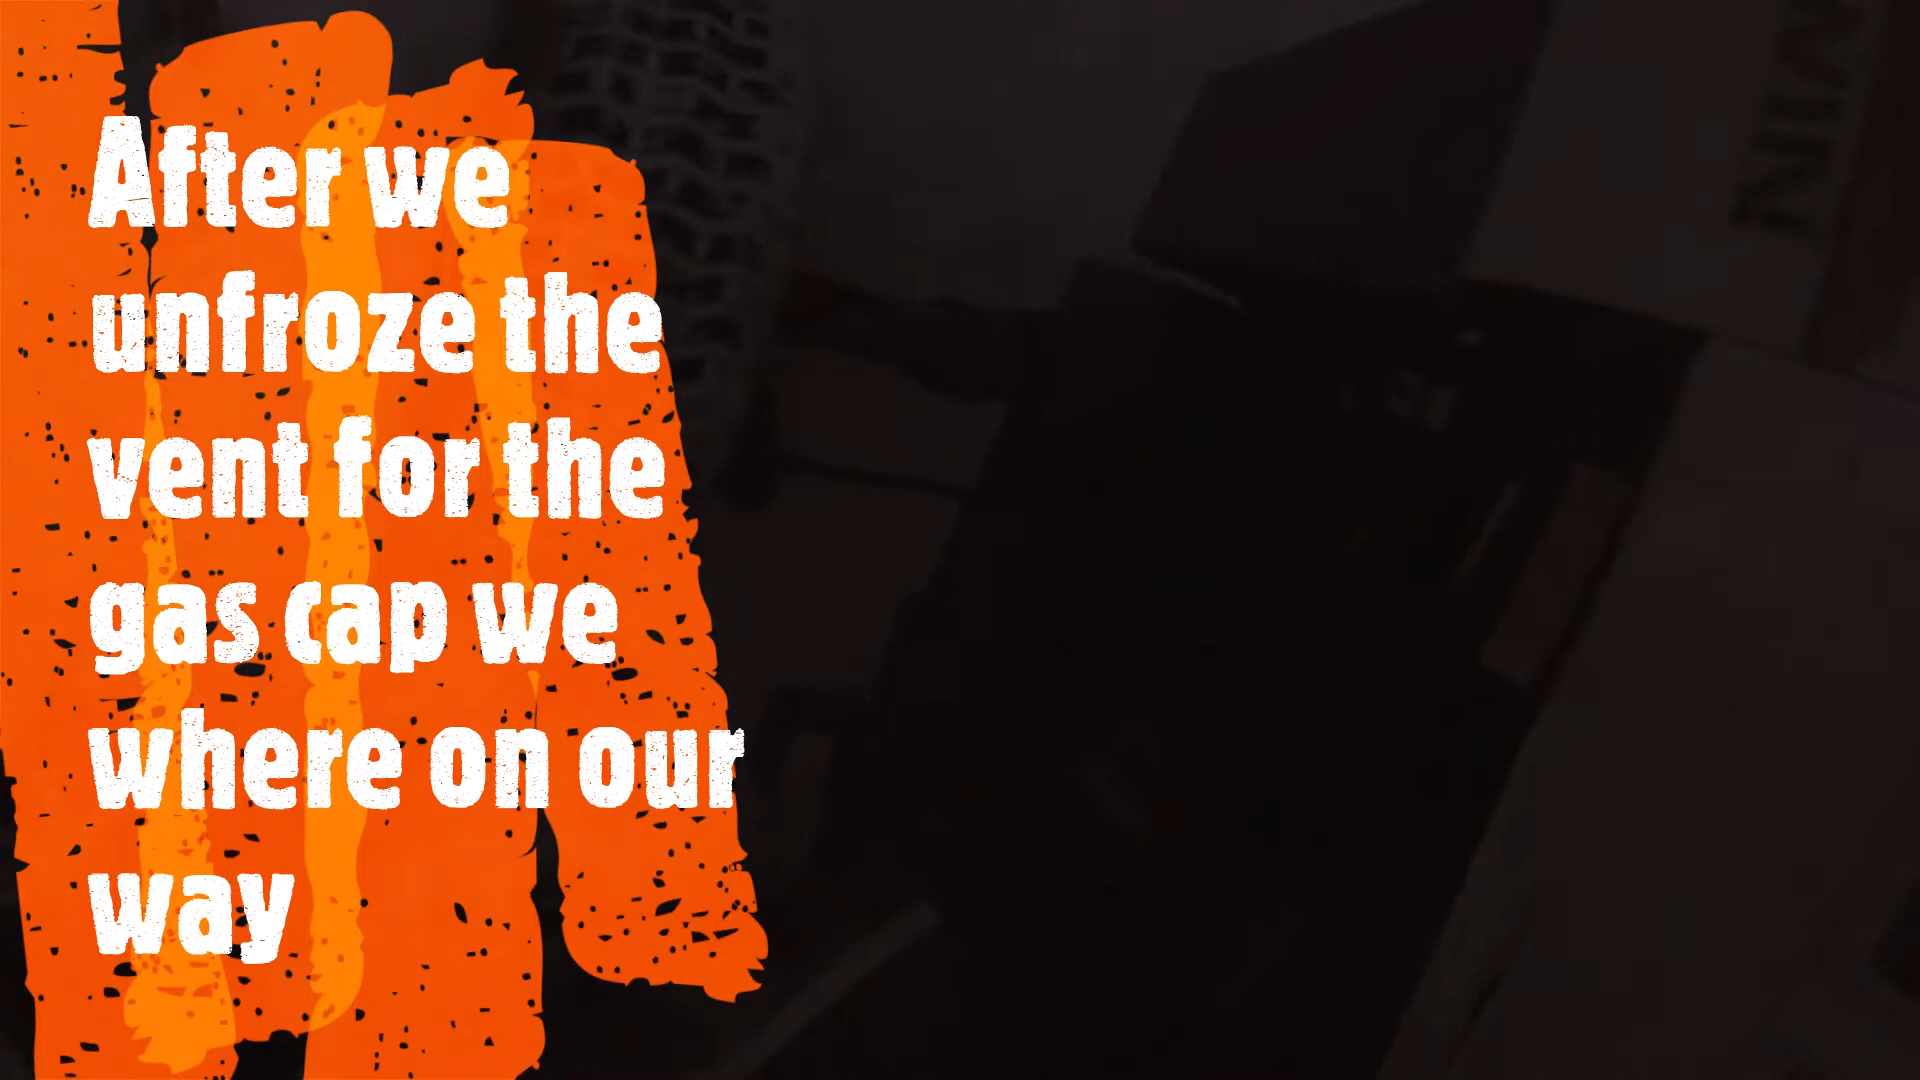 After we
unfroze the
vent for the
gas cap we
where on our
way